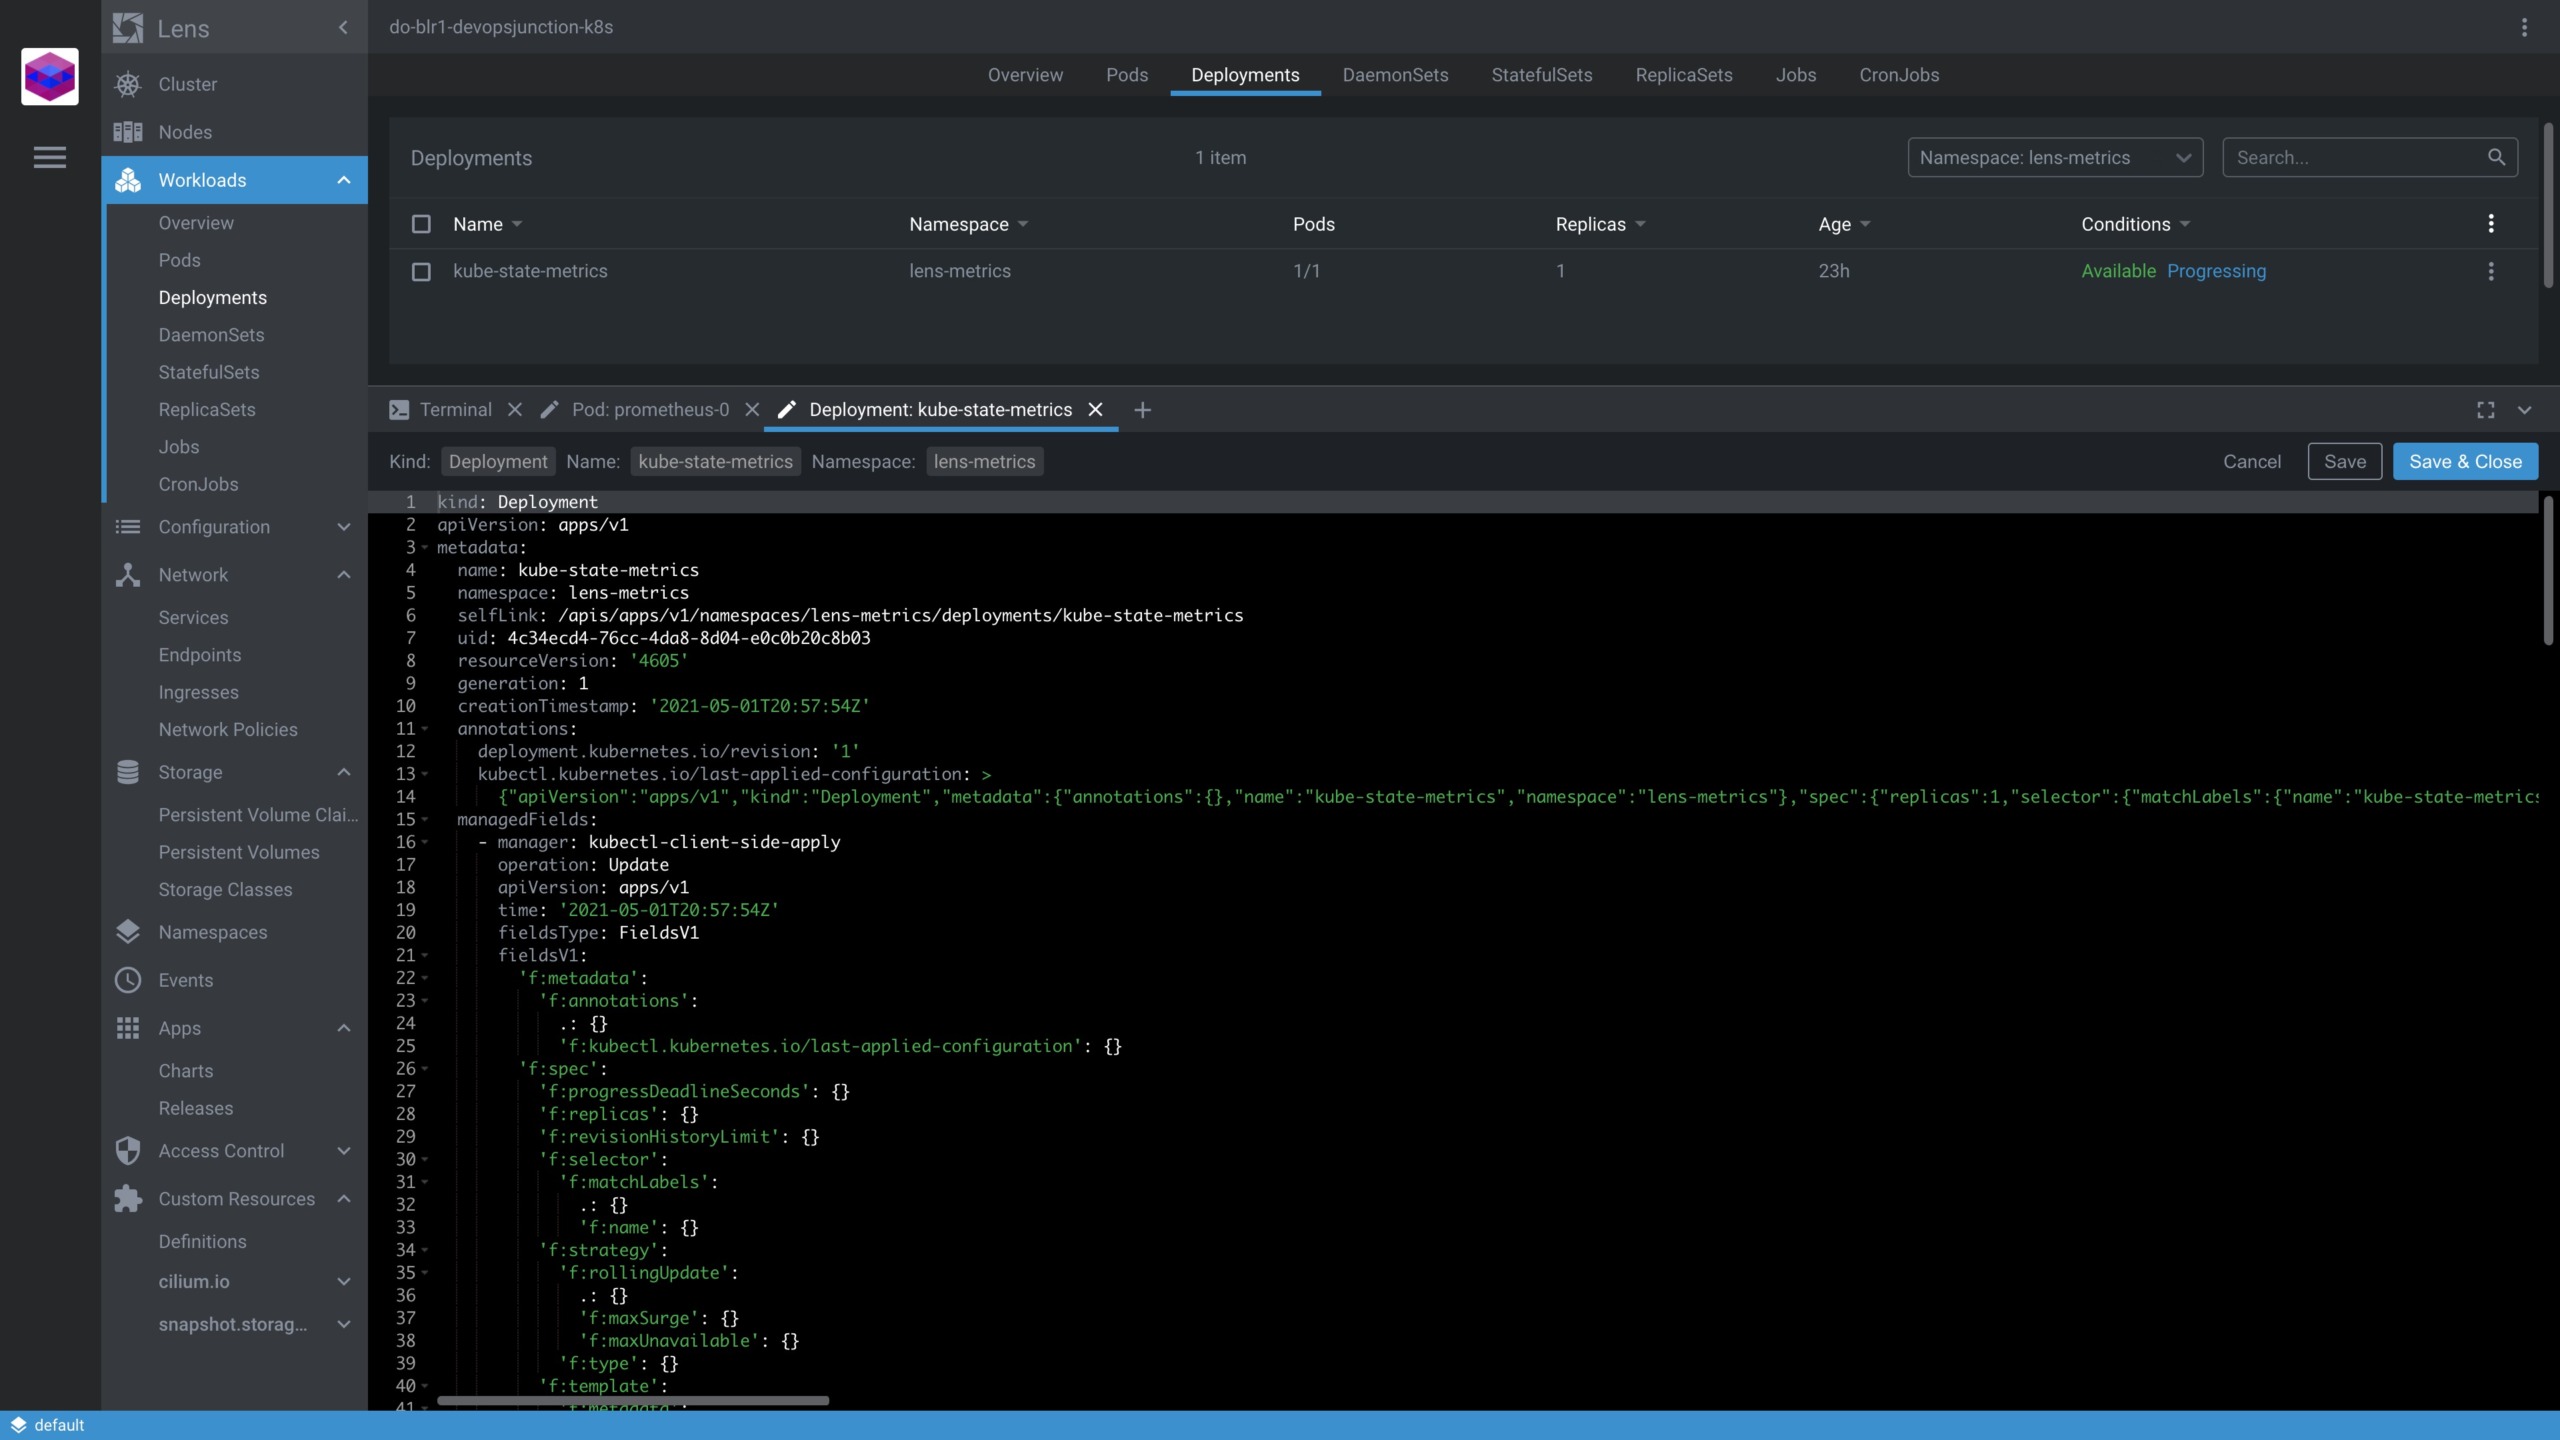 Lens
Cluster
Nodes
Workloads
Overview
Pods
Deployments
DaemonSets
StatefulSets
ReplicaSets
Jobs
CronJobs
Configuration
Network
Services
Endpoints
Ingresses
Network Policies
Storage
Persistent Volume Clai...
Persistent Volumes
Storage Classes
Namespaces
Events
Apps
Charts
Releases
Access Control
Custom Resources
Definitions
cilium.io
snapshot.storag...
do-blr1-devopsjunction-k8s
Overview Pods Deployments DaemonSets StatefulSets ReplicaSets Jobs CronJobs
Deployments 1 item Namespace: lens-metrics Search...
Name Namespace Pods Replicas Age Conditions
kube-state-metrics lens-metrics 1/1 1 23h Available Progressing
Terminal Pod: prometheus-0 Deployment: kube-state-metrics
Kind: Deployment Name: kube-state-metrics Namespace: lens-metrics Cancel Save Save & Close
1 kind: Deployment
2 apiVersion: apps/v1
3 metadata:
4 name: kube-state-metrics
5 namespace: lens-metrics
6 selfLink: /apis/apps/v1/namespaces/lens-metrics/deployments/kube-state-metrics
7 uid: 4c34ecd4-76cc-4da8-8d04-e0c0b20c8b03
8 resourceVersion: '4605'
9 generation: 1
10 creationTimestamp: '2021-05-01T20:57:54Z'
11 annotations:
12 deployment.kubernetes.io/revision: '1'
13 kubectl.kubernetes.io/last-applied-configuration: >
14 {"apiVersion":"apps/v1","kind":"Deployment","metadata":{"annotations":{},"name":"kube-state-metrics","namespace":"lens-metrics"},"spec":{"replicas":1,"selector":{"matchLabels":{"name":"kube-state-metrics
15 managedFields:
16 - manager: kubectl-client-side-apply
17 operation: Update
18 apiVersion: apps/v1
19 time: '2021-05-01T20:57:54Z'
20 fieldsType: FieldsV1
21 fieldsV1:
22 'f:metadata':
23 'f:annotations':
24 .: {}
25 'f:kubectl.kubernetes.io/last-applied-configuration': {}
26 'f:spec':
27 'f:progressDeadlineSeconds': {}
28 'f:replicas': {}
29 'f:revisionHistoryLimit': {}
30 'f:selector':
31 'f:matchLabels':
32 .: {}
33 'f:name': {}
34 'f:strategy':
35 'f:rollingUpdate':
36 .: {}
37 'f:maxSurge': {}
38 'f:maxUnavailable': {}
39 'f:type': {}
40 'f:template':
41 'f:metadata':
default